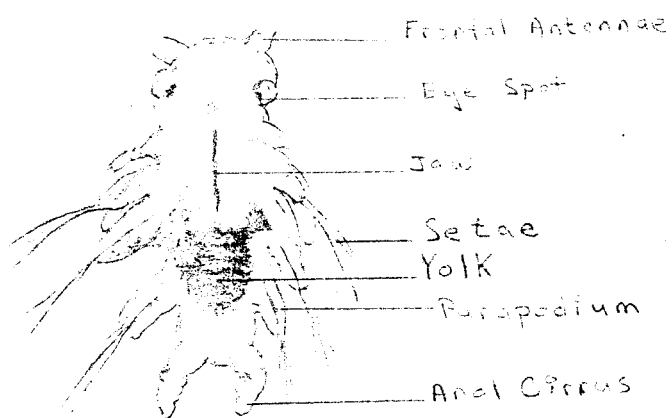 Frontal Antennae
Eye Spot
Jaw
Setae
Yolk
Parapodium
Anal Cirrus